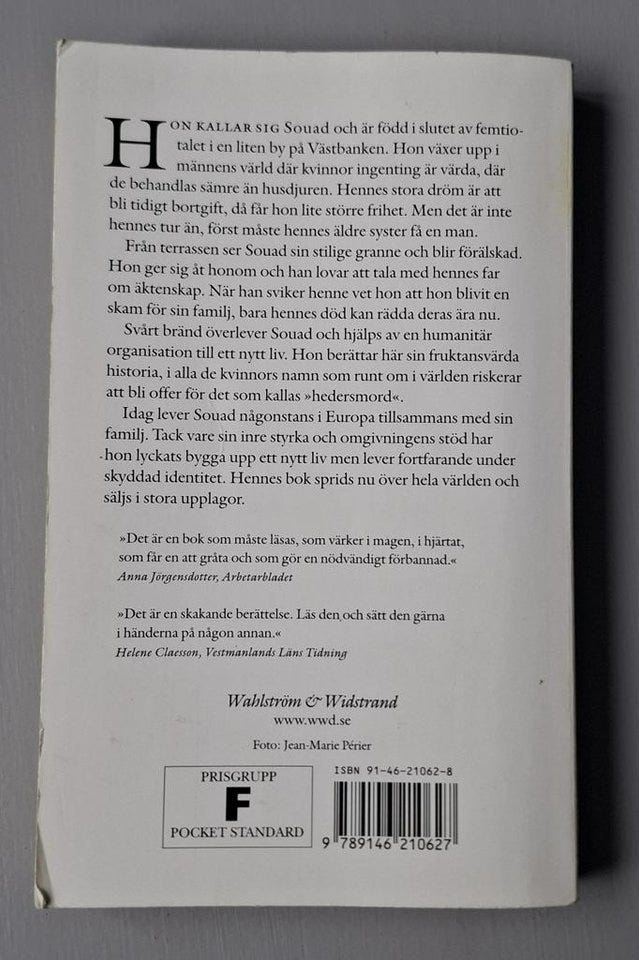 HON KALLAR SIG Souad och är född i slutet av femtio-
talet i en liten by på Västbanken. Hon växer upp i
männens värld där kvinnor ingenting är värda, där
de behandlas sämre än husdjuren. Hennes stora dröm är att
bli tidigt bortgift, då får hon lite större frihet. Men det är inte
hennes tur än, först måste hennes äldre syster få en man.
Från terrassen ser Souad sin stilige granne och blir förälskad.
Hon ger sig åt honom och han lovar att tala med hennes far
om äktenskap. När han sviker henne vet hon att hon blivit en
skam för sin familj, bara hennes död kan rädda deras ära nu.
Svårt bränd överlever Souad och hjälps av en humanitär
organisation till ett nytt liv. Hon berättar här sin fruktansvärda
historia, i alla de kvinnors namn som runt om i världen riskerar
att bli offer för det som kallas »hedersmord«.
Idag lever Souad någonstans i Europa tillsammans med sin
familj. Tack vare sin inre styrka och omgivningens stöd har
hon lyckats bygga upp ett nytt liv men lever fortfarande under
skyddad identitet. Hennes bok sprids nu över hela världen och
säljs i stora upplagor.
»Det är en bok som måste läsas, som värker i magen, i hjärtat,
som får en att gråta och som gör en nödvändigt förbannad.«
Anna Jörgensdotter, Arbetarbladet
»Det är en skakande berättelse. Läs den och sätt den gärna
i händerna på någon annan.«
Helene Claesson, Vestmanlands Läns Tidning
Wahlström & Widstrand
www.wwd.se
Foto: Jean-Marie Périer
PRISGRUPP
F
POCKET STANDARD
ISBN 91-46-21062-8
9 789146 210627